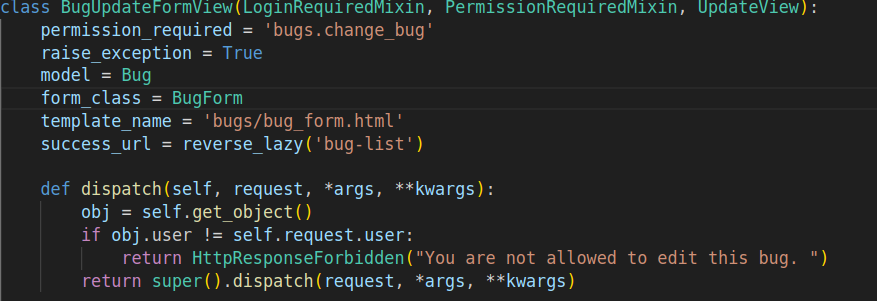 class BugUpdateFormView(LoginRequiredMixin, PermissionRequiredMixin, UpdateView):
    permission_required = 'bugs.change_bug'
    raise_exception = True
    model = Bug
    form_class = BugForm
    template_name = 'bugs/bug_form.html'
    success_url = reverse_lazy('bug-list')

    def dispatch(self, request, *args, **kwargs):
        obj = self.get_object()
        if obj.user != self.request.user:
            return HttpResponseForbidden("You are not allowed to edit this bug. ")
        return super().dispatch(request, *args, **kwargs)